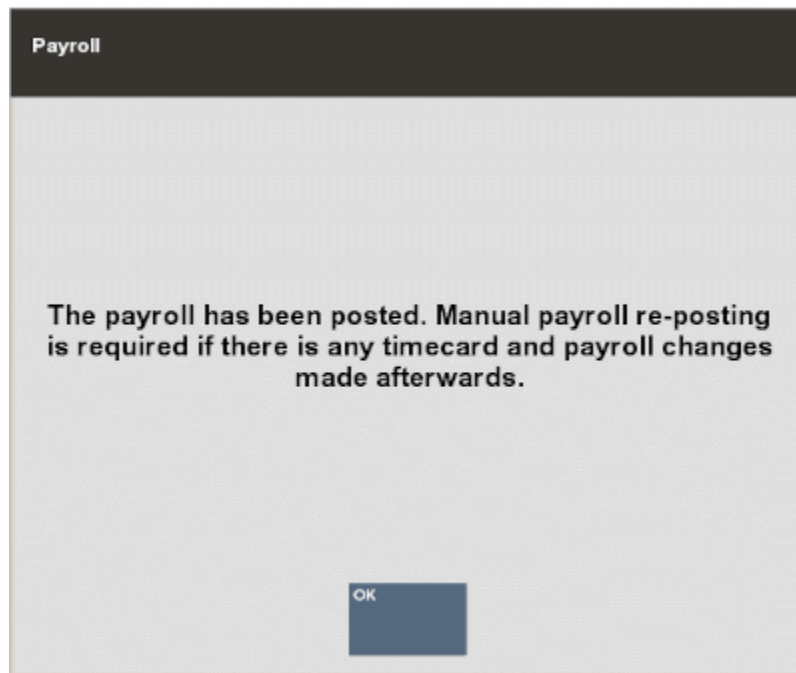 Payroll
The payroll has been posted. Manual payroll re-posting
is required if there is any timecard and payroll changes
made afterwards.
OK